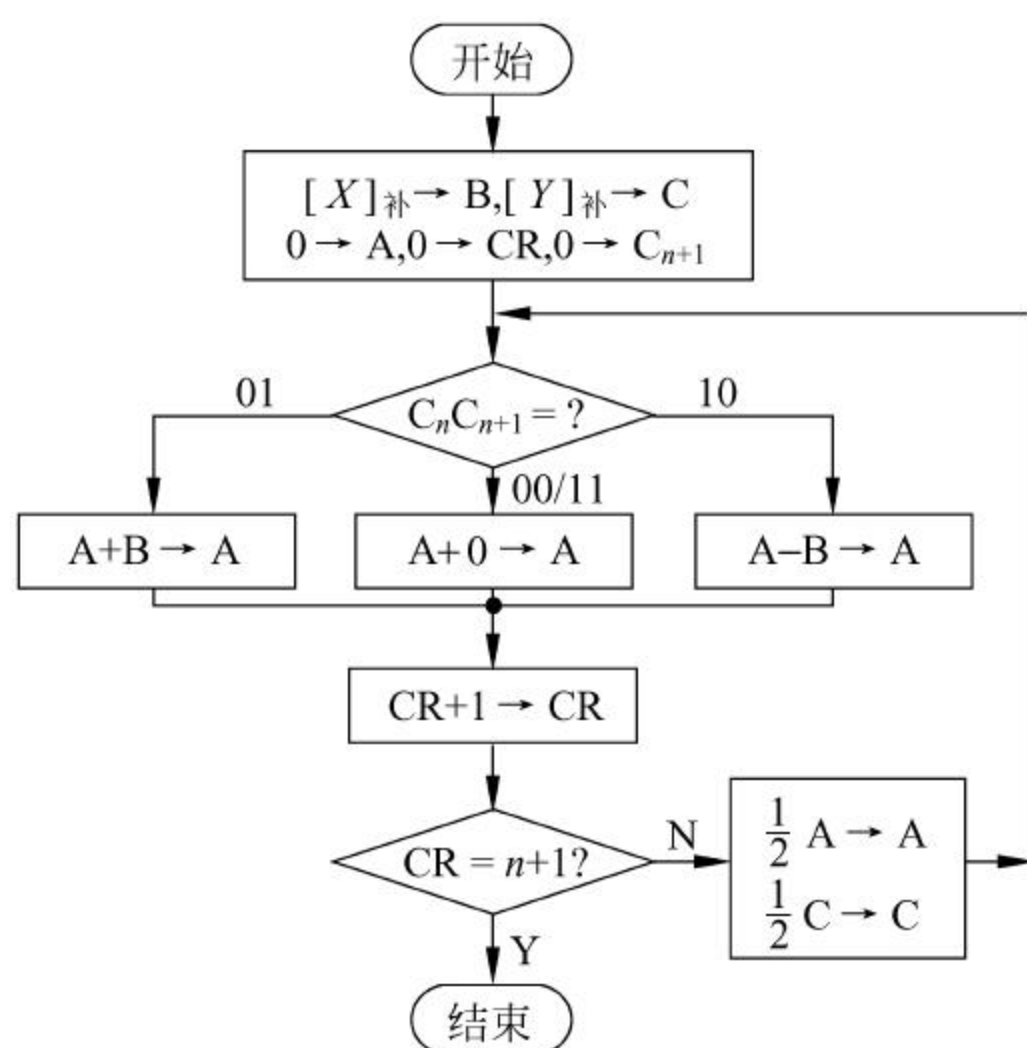 开始
[X]补→B,[Y]补→C
0→A,0→CR,0→Cn+1
01
CnCn+1=?
10
00/11
A+B→A
A+0→A
A−B→A
CR+1→CR
CR=n+1?
N
1/2 A→A
1/2 C→C
Y
结束